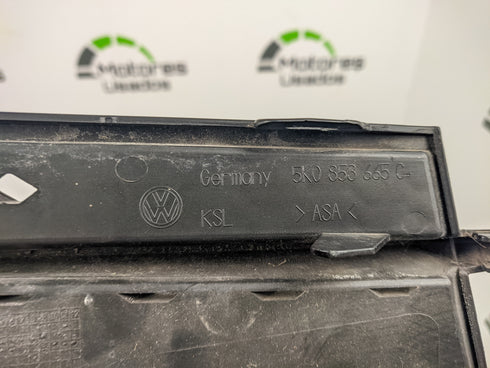 Motores
Usados
Motores
Usados
Germany 5K0 853 665 C
VW
KSL >ASA<